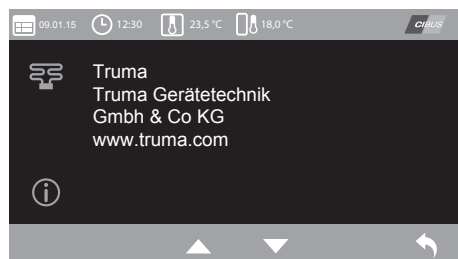 09.01.15 12:30 23,5 °C 18,0 °C CIBUS
Truma
Truma Gerätetechnik
Gmbh & Co KG
www.truma.com